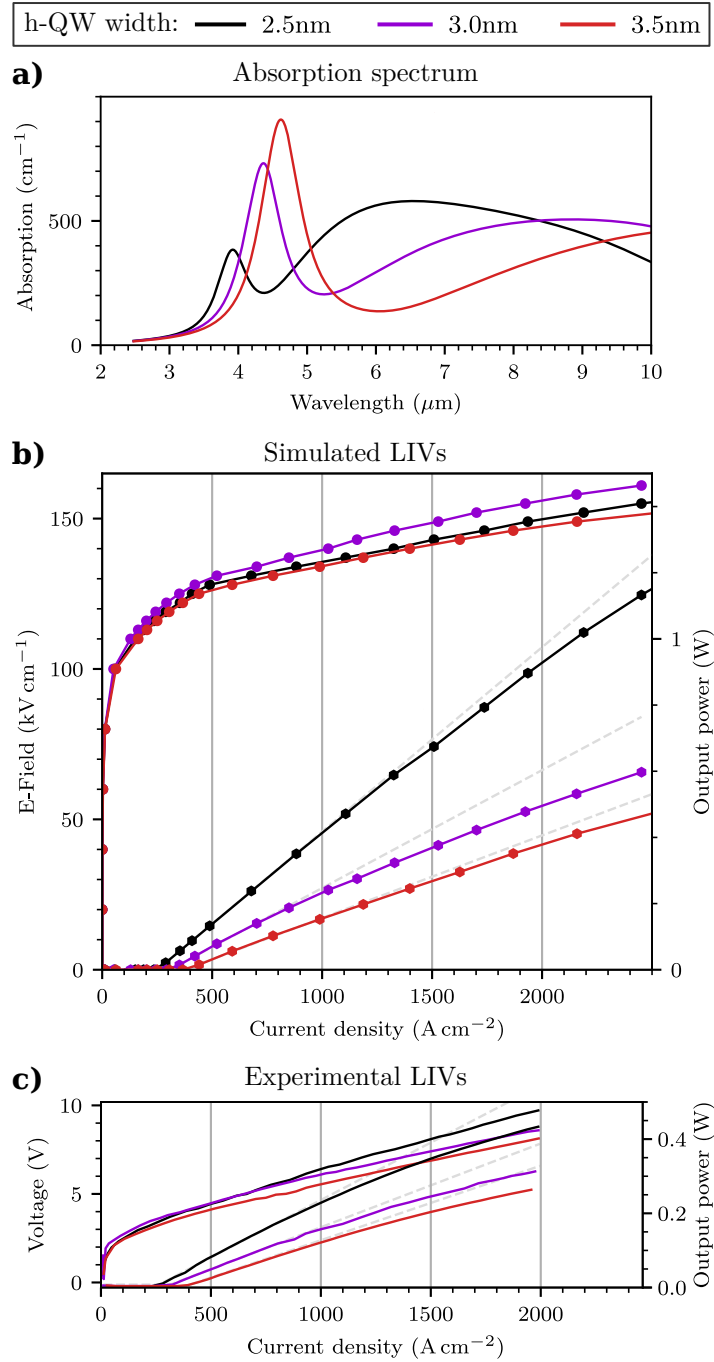 h-QW width: 2.5nm 3.0nm 3.5nm
a) Absorption spectrum
Absorption (cm⁻¹)
500
0
2 3 4 5 6 7 8 9 10
Wavelength (μm)
b) Simulated LIVs
E-Field (kV cm⁻¹)
150
100
50
0
1
0
Output power (W)
0 500 1000 1500 2000
Current density (A cm⁻²)
c) Experimental LIVs
Voltage (V)
10
5
0
0.4
0.2
0.0
Output power (W)
0 500 1000 1500 2000
Current density (A cm⁻²)